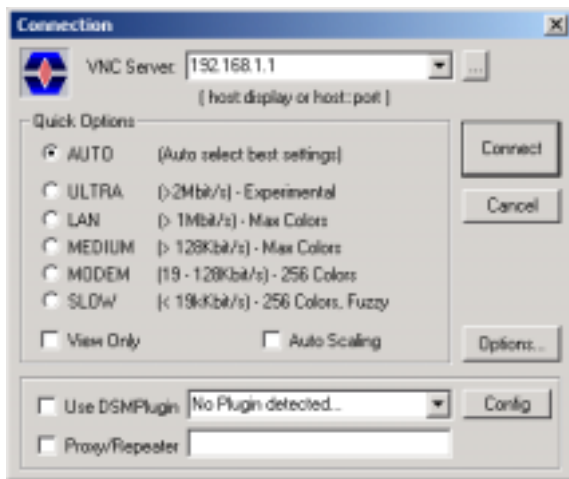 Connection
VNC Server: 192.168.1.1 ...
( host:display or host::port )
Quick Options
AUTO (Auto select best settings)
ULTRA (>2Mbit/s) - Experimental
LAN (> 1Mbit/s) - Max Colors
MEDIUM (> 128Kbit/s) - Max Colors
MODEM (19 - 128Kbit/s) - 256 Colors
SLOW (< 19kKbit/s) - 256 Colors, Fuzzy
View Only Auto Scaling
Connect
Cancel
Options...
Use DSMPlugin No Plugin detected... Config
Proxy/Repeater